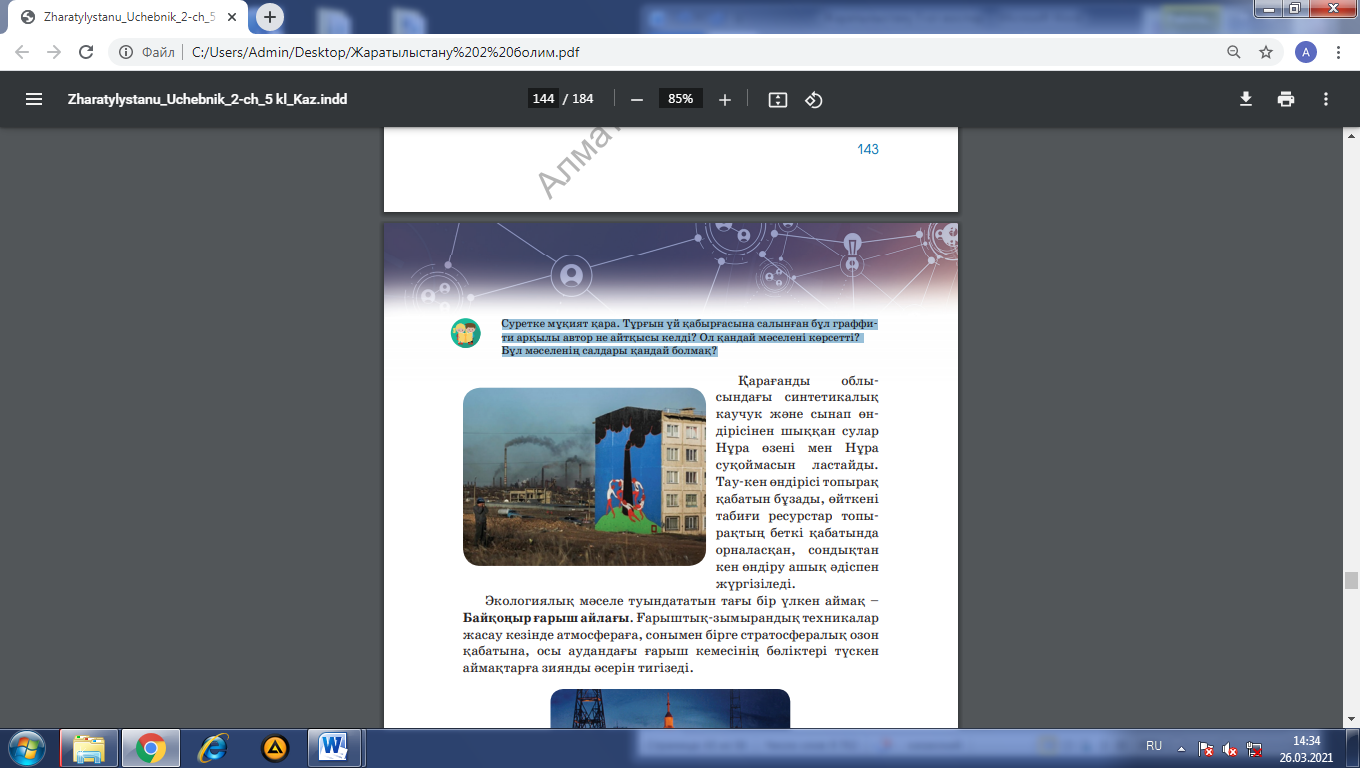 Zharatylystanu_Uchebnik_2-ch_5
Файл
C:/Users/Admin/Desktop/Жаратылыстану%202%20болим.pdf
A
Zharatylystanu_Uchebnik_2-ch_5 kl_Kaz.indd
144 / 184
85%
Алмат
143
Суретке мұқият қара. Тұрғын үй қабырғасына салынған бұл граффи-
ти арқылы автор не айтқысы келді? Ол қандай мәселені көрсетті?
Бұл мәселенің салдары қандай болмақ?
Қарағанды облы-
сындағы синтетикалық
каучук және сынап өн-
дірісінен шыққан сулар
Нұра өзені мен Нұра
суқоймасын ластайды.
Тау-кен өндірісі топырақ
қабатын бұзады, өйткені
табиғи ресурстар топы-
рақтың беткі қабатында
орналасқан, сондықтан
кен өндіру ашық әдіспен
жүргізіледі.
Экологиялық мәселе туындататын тағы бір үлкен аймақ –
Байқоңыр ғарыш айлағы. Ғарыштық-зымырандық техникалар
жасау кезінде атмосфераға, сонымен бірге стратосфералық озон
қабатына, осы аудандағы ғарыш кемесінің бөліктері түскен
аймақтарға зиянды әсерін тигізеді.
RU
14:34
26.03.2021